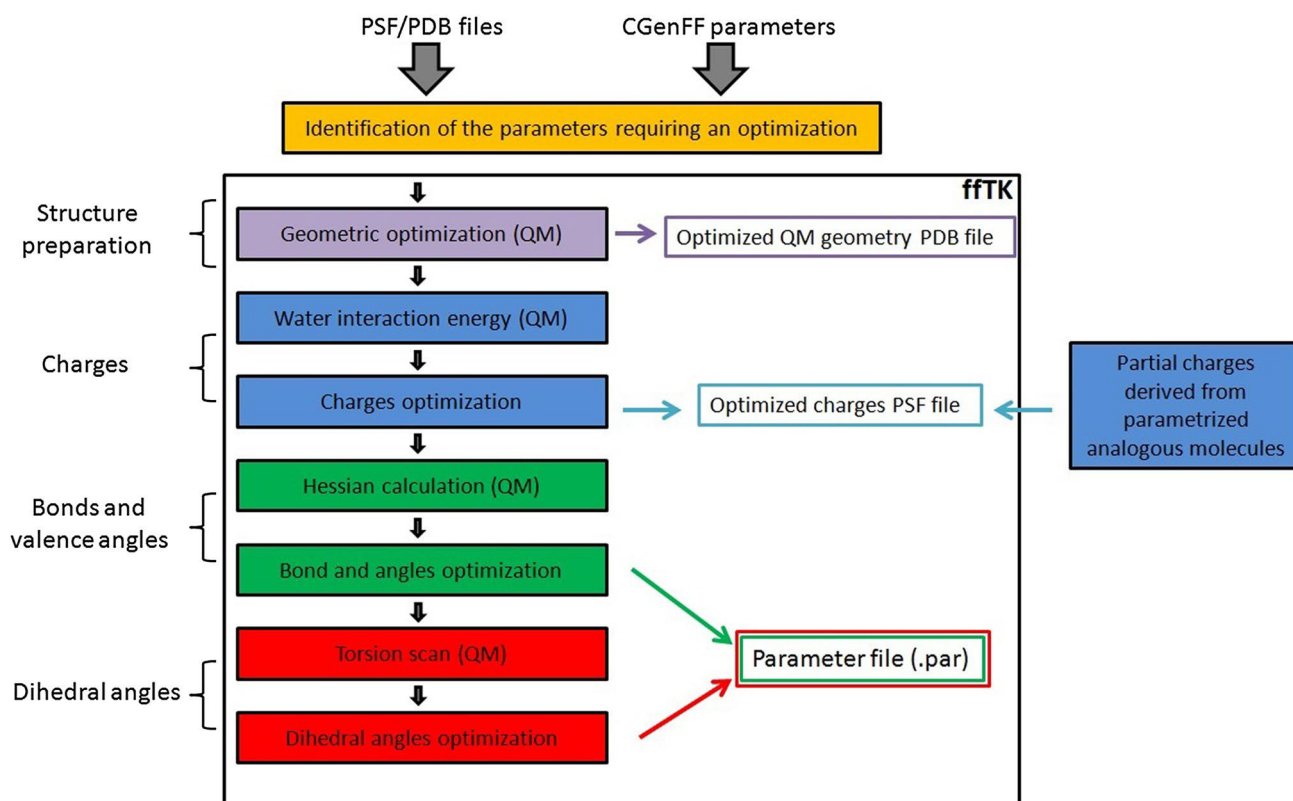 PSF/PDB files
CGenFF parameters
Identification of the parameters requiring an optimization
ffTK
Structure
preparation
Geometric optimization (QM)
Optimized QM geometry PDB file
Water interaction energy (QM)
Charges
Charges optimization
Optimized charges PSF file
Partial charges
derived from
parametrized
analogous molecules
Hessian calculation (QM)
Bonds and
valence angles
Bond and angles optimization
Torsion scan (QM)
Parameter file (.par)
Dihedral angles
Dihedral angles optimization